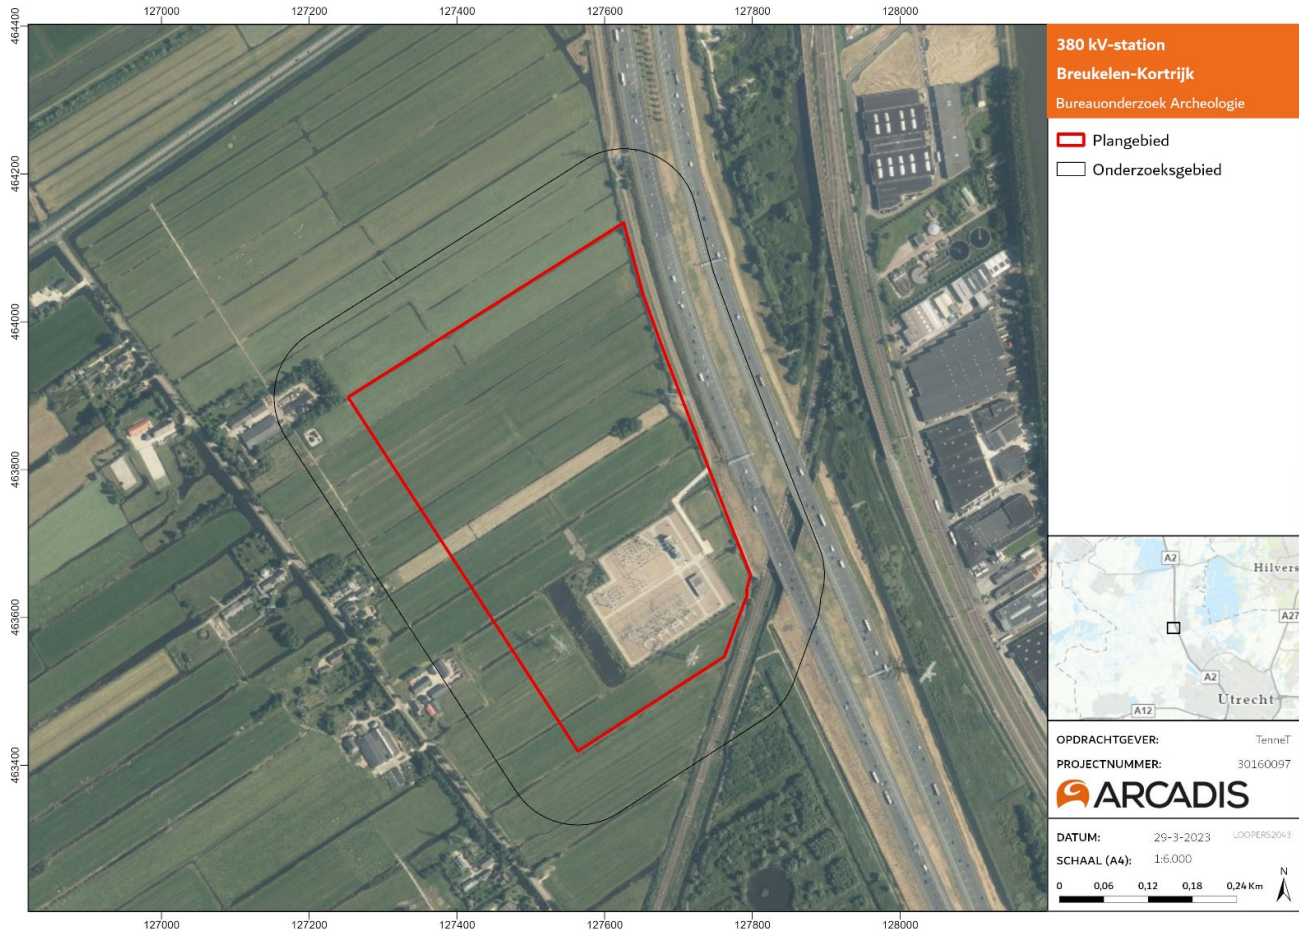 127000 127200 127400 127600 127800 128000
464400
464200
464000
463800
463600
463400
127000 127200 127400 127600 127800 128000
380 kV-station
Breukelen-Kortrijk
Bureauonderzoek Archeologie
Plangebied
Onderzoeksgebied
A2
Hilvers
A27
A2
Utrecht
A12
OPDRACHTGEVER: TenneT
PROJECTNUMMER: 30160097
ARCADIS
DATUM: 29-3-2023 LOOPERS2043
SCHAAL (A4): 1:6.000
N
0 0,06 0,12 0,18 0,24 Km